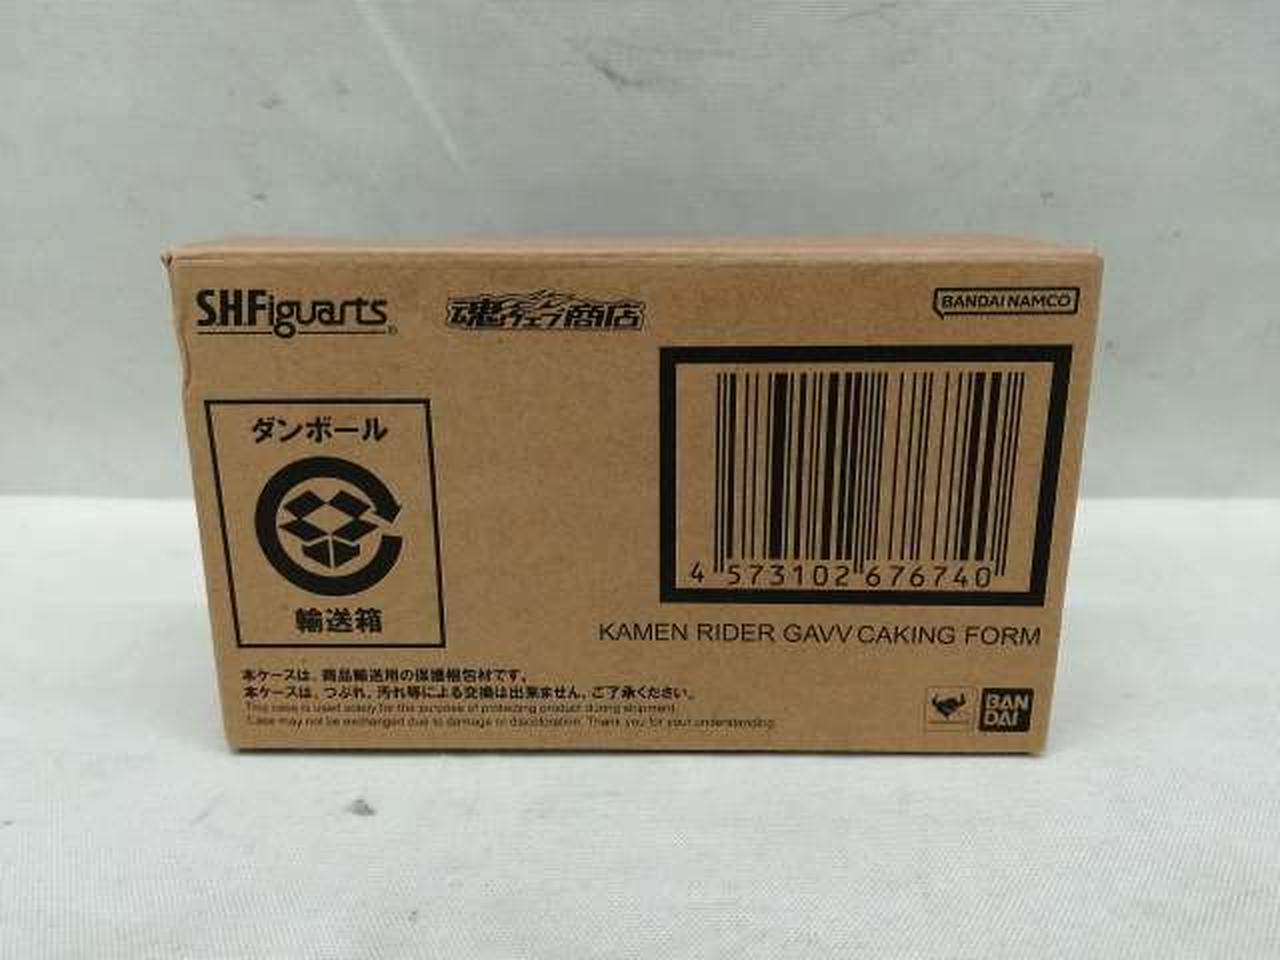 S.H.Figuarts
魂ウェブ商店
BANDAI NAMCO
ダンボール
輸送箱
4 573102 676740
KAMEN RIDER GAVV CAKING FORM
本ケースは、商品輸送用の保護梱包材です。
本ケースは、つぶれ、汚れ等による交換は出来ません。ご了承ください。
This case is used solely for the purpose of protecting product during shipment.
Case may not be exchanged due to damage or discoloration. Thank you for your understanding.
BAN
DAI